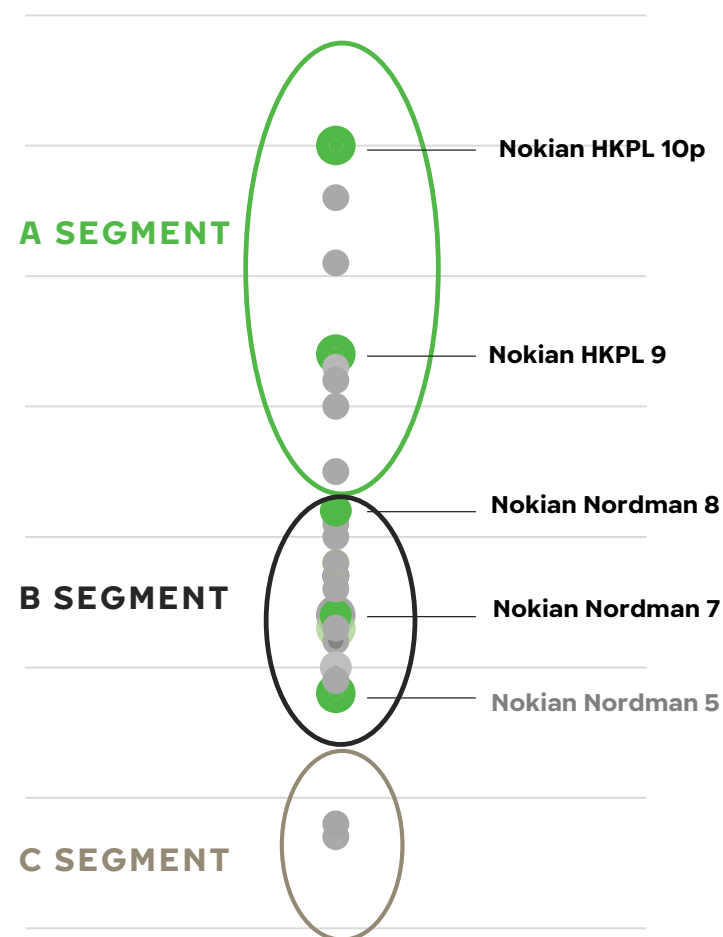 Nokian HKPL 10p
A SEGMENT
Nokian HKPL 9
Nokian Nordman 8
B SEGMENT
Nokian Nordman 7
Nokian Nordman 5
C SEGMENT